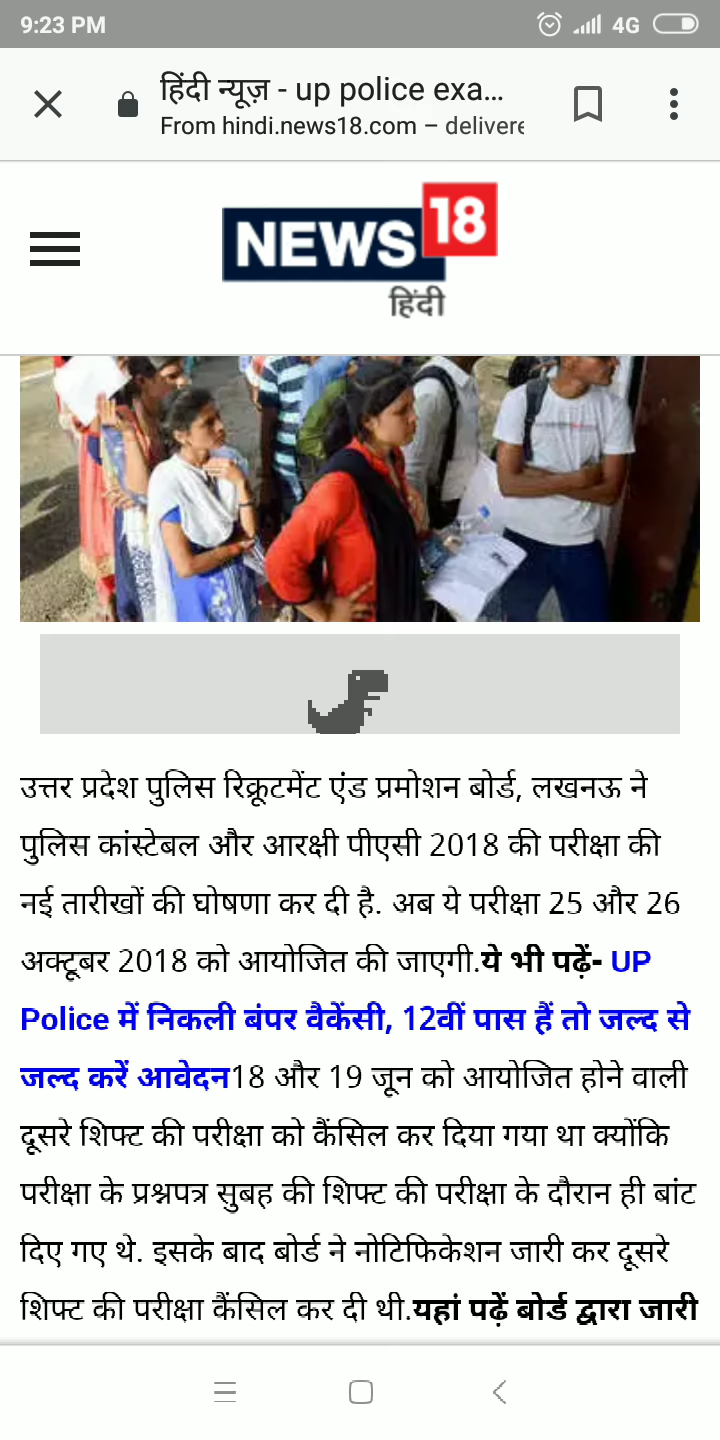 9:23 PM 4G
हिंदी न्यूज़ - up police exa...
From hindi.news18.com – delivere
NEWS 18
हिंदी
उत्तर प्रदेश पुलिस रिक्रूटमेंट एंड प्रमोशन बोर्ड, लखनऊ ने
पुलिस कांस्टेबल और आरक्षी पीएसी 2018 की परीक्षा की
नई तारीखों की घोषणा कर दी है. अब ये परीक्षा 25 और 26
अक्टूबर 2018 को आयोजित की जाएगी.ये भी पढ़ें- UP
Police में निकली बंपर वैकेंसी, 12वीं पास हैं तो जल्द से
जल्द करें आवेदन18 और 19 जून को आयोजित होने वाली
दूसरे शिफ्ट की परीक्षा को कैंसिल कर दिया गया था क्योंकि
परीक्षा के प्रश्नपत्र सुबह की शिफ्ट की परीक्षा के दौरान ही बांट
दिए गए थे. इसके बाद बोर्ड ने नोटिफिकेशन जारी कर दूसरे
शिफ्ट की परीक्षा कैंसिल कर दी थी.यहां पढ़ें बोर्ड द्वारा जारी